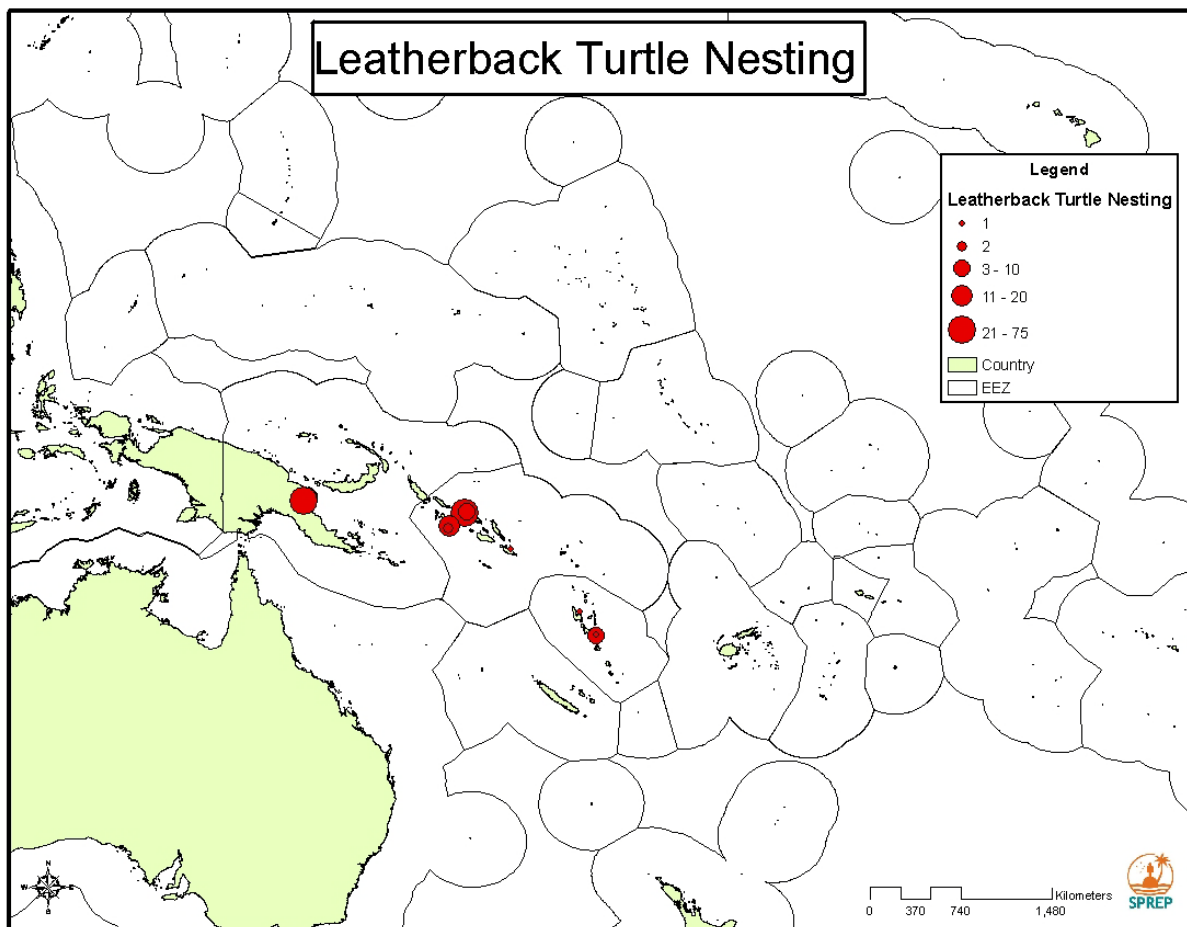 Leatherback Turtle Nesting
Legend
Leatherback Turtle Nesting
1
2
3 - 10
11 - 20
21 - 75
Country
EEZ
N
W E
S
Kilometers
0 370 740 1,480
SPREP